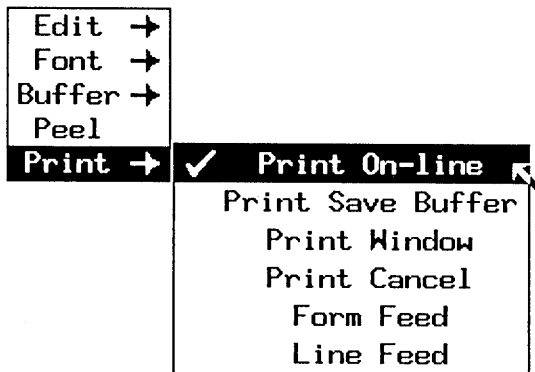 Edit →
Font →
Buffer →
Peel
Print → ✓ Print On-line
Print Save Buffer
Print Window
Print Cancel
Form Feed
Line Feed